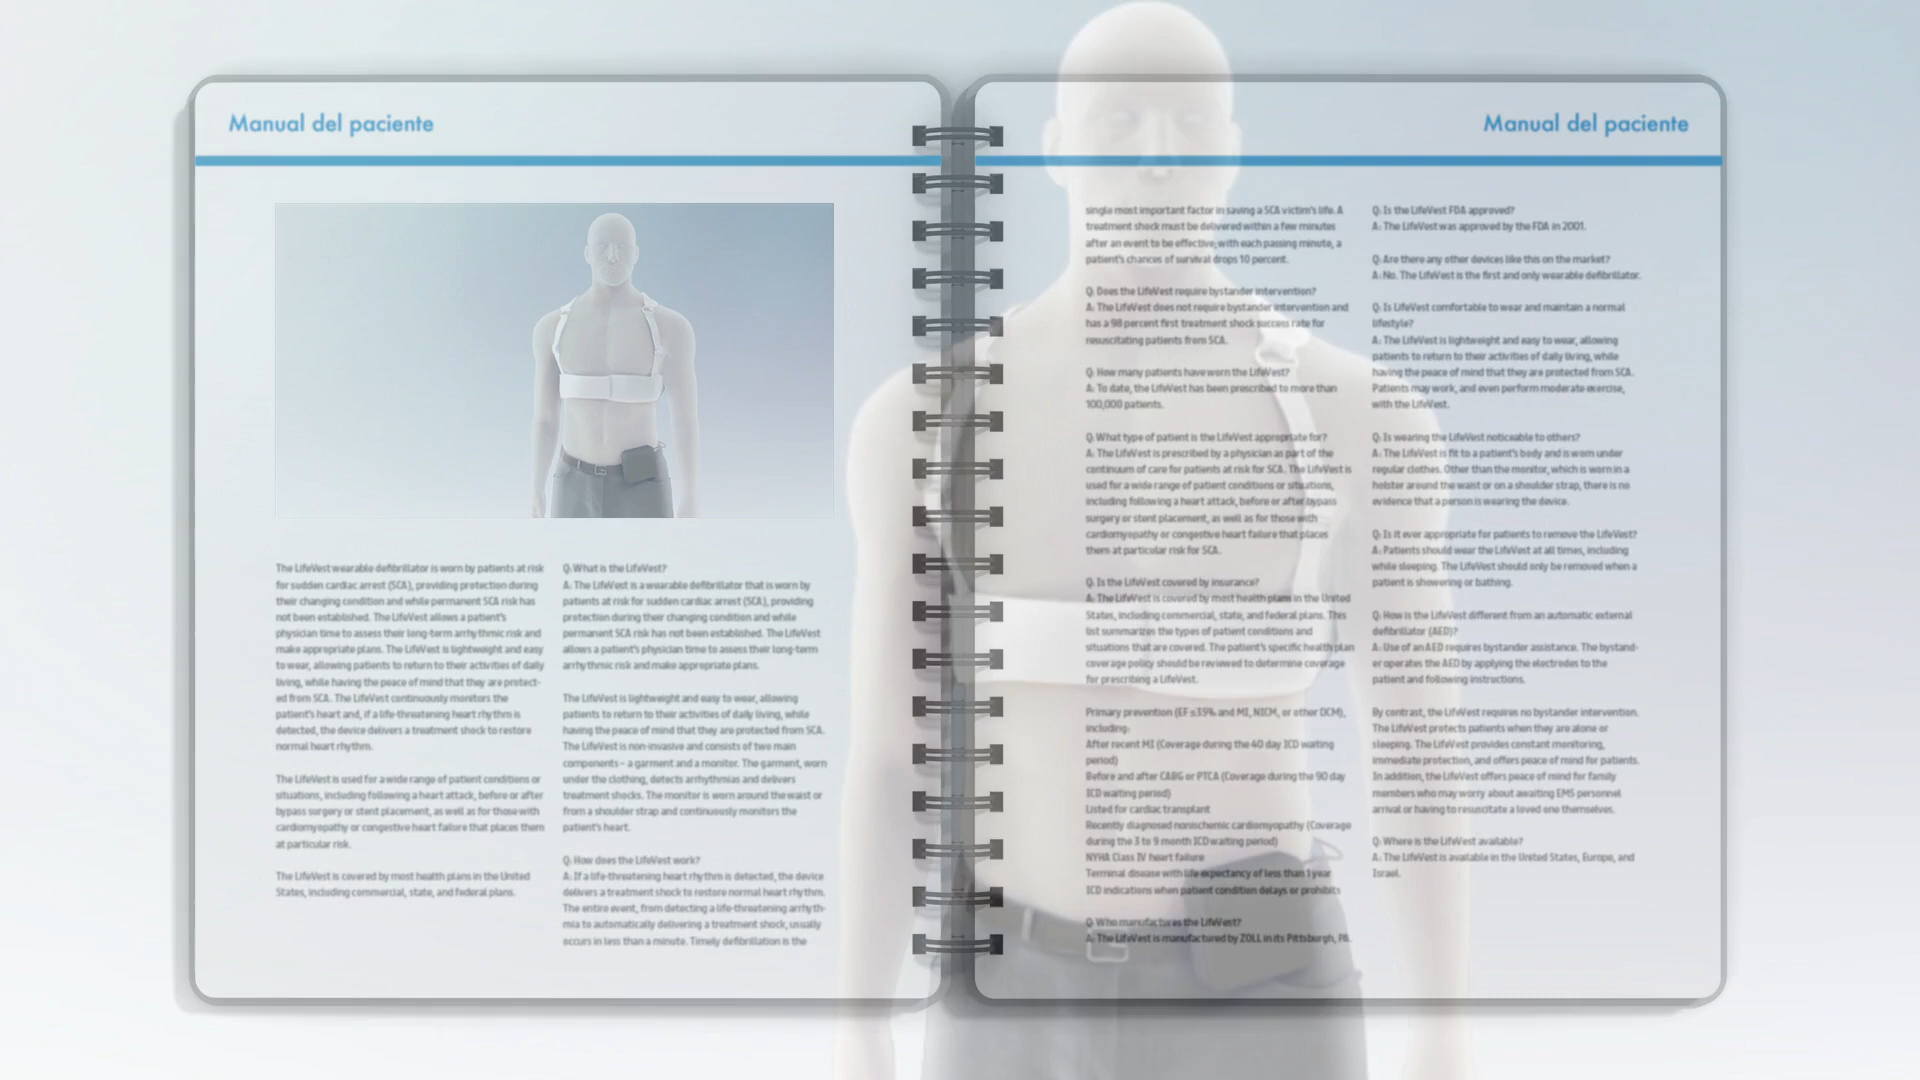 Manual del paciente
Manual del paciente
The LifeVest wearable defibrillator is worn by patients at risk
for sudden cardiac arrest (SCA), providing protection during
their changing condition and while permanent SCA risk has
not been established. The LifeVest allows a patient's
physician time to assess their long-term arrhythmic risk and
make appropriate plans. The LifeVest is lightweight and easy
to wear, allowing patients to return to their activities of daily
living, while having the peace of mind that they are protect-
ed from SCA. The LifeVest continuously monitors the
patient's heart and, if a life-threatening heart rhythm is
detected, the device delivers a treatment shock to restore
normal heart rhythm.
The LifeVest is used for a wide range of patient conditions or
situations, including following a heart attack, before or after
bypass surgery or stent placement, as well as for those with
cardiomyopathy or congestive heart failure that places them
at particular risk.
The LifeVest is covered by most health plans in the United
States, including commercial, state, and federal plans.
Q: What is the LifeVest?
A: The LifeVest is a wearable defibrillator that is worn by
patients at risk for sudden cardiac arrest (SCA), providing
protection during their changing condition and while
permanent SCA risk has not been established. The LifeVest
allows a patient's physician time to assess their long-term
arrhythmic risk and make appropriate plans.
The LifeVest is lightweight and easy to wear, allowing
patients to return to their activities of daily living, while
having the peace of mind that they are protected from SCA.
The LifeVest is non-invasive and consists of two main
components – a garment and a monitor. The garment, worn
under the clothing, detects arrhythmias and delivers
treatment shocks. The monitor is worn around the waist or
from a shoulder strap and continuously monitors the
patient's heart.
Q: How does the LifeVest work?
A: If a life-threatening heart rhythm is detected, the device
delivers a treatment shock to restore normal heart rhythm.
The entire event, from detecting a life-threatening arrhyth-
mia to automatically delivering a treatment shock, usually
occurs in less than a minute. Timely defibrillation is the
single most important factor in saving a SCA victim's life. A
treatment shock must be delivered within a few minutes
after an event to be effective; with each passing minute, a
patient's chances of survival drops 10 percent.
Q: Does the LifeVest require bystander intervention?
A: The LifeVest does not require bystander intervention and
has a 98 percent first treatment shock success rate for
resuscitating patients from SCA.
Q: How many patients have worn the LifeVest?
A: To date, the LifeVest has been prescribed to more than
100,000 patients.
Q: What type of patient is the LifeVest appropriate for?
A: The LifeVest is prescribed by a physician as part of the
continuum of care for patients at risk for SCA. The LifeVest is
used for a wide range of patient conditions or situations,
including following a heart attack, before or after bypass
surgery or stent placement, as well as for those with
cardiomyopathy or congestive heart failure that places
them at particular risk for SCA.
Q: Is the LifeVest covered by insurance?
A: The LifeVest is covered by most health plans in the United
States, including commercial, state, and federal plans. This
list summarizes the types of patient conditions and
situations that are covered. The patient's specific health plan
coverage policy should be reviewed to determine coverage
for prescribing a LifeVest.
Primary prevention (EF ≤35% and MI, NICM, or other DCM),
including:
After recent MI (Coverage during the 40 day ICD waiting
period)
Before and after CABG or PTCA (Coverage during the 90 day
ICD waiting period)
Listed for cardiac transplant
Recently diagnosed nonischemic cardiomyopathy (Coverage
during the 3 to 9 month ICD waiting period)
NYHA Class IV heart failure
Terminal disease with life expectancy of less than 1 year
ICD indications when patient condition delays or prohibits
Q: Who manufactures the LifeVest?
A: The LifeVest is manufactured by ZOLL in its Pittsburgh, PA.
Q: Is the LifeVest FDA approved?
A: The LifeVest was approved by the FDA in 2001.
Q: Are there any other devices like this on the market?
A: No. The LifeVest is the first and only wearable defibrillator.
Q: Is LifeVest comfortable to wear and maintain a normal
lifestyle?
A: The LifeVest is lightweight and easy to wear, allowing
patients to return to their activities of daily living, while
having the peace of mind that they are protected from SCA.
Patients may work, and even perform moderate exercise,
with the LifeVest.
Q: Is wearing the LifeVest noticeable to others?
A: The LifeVest is fit to a patient's body and is worn under
regular clothes. Other than the monitor, which is worn in a
holster around the waist or on a shoulder strap, there is no
evidence that a person is wearing the device.
Q: Is it ever appropriate for patients to remove the LifeVest?
A: Patients should wear the LifeVest at all times, including
while sleeping. The LifeVest should only be removed when a
patient is showering or bathing.
Q: How is the LifeVest different from an automatic external
defibrillator (AED)?
A: Use of an AED requires bystander assistance. The bystand-
er operates the AED by applying the electrodes to the
patient and following instructions.
By contrast, the LifeVest requires no bystander intervention.
The LifeVest protects patients when they are alone or
sleeping. The LifeVest provides constant monitoring,
immediate protection, and offers peace of mind for patients.
In addition, the LifeVest offers peace of mind for family
members who may worry about awaiting EMS personnel
arrival or having to resuscitate a loved one themselves.
Q: Where is the LifeVest available?
A: The LifeVest is available in the United States, Europe, and
Israel.